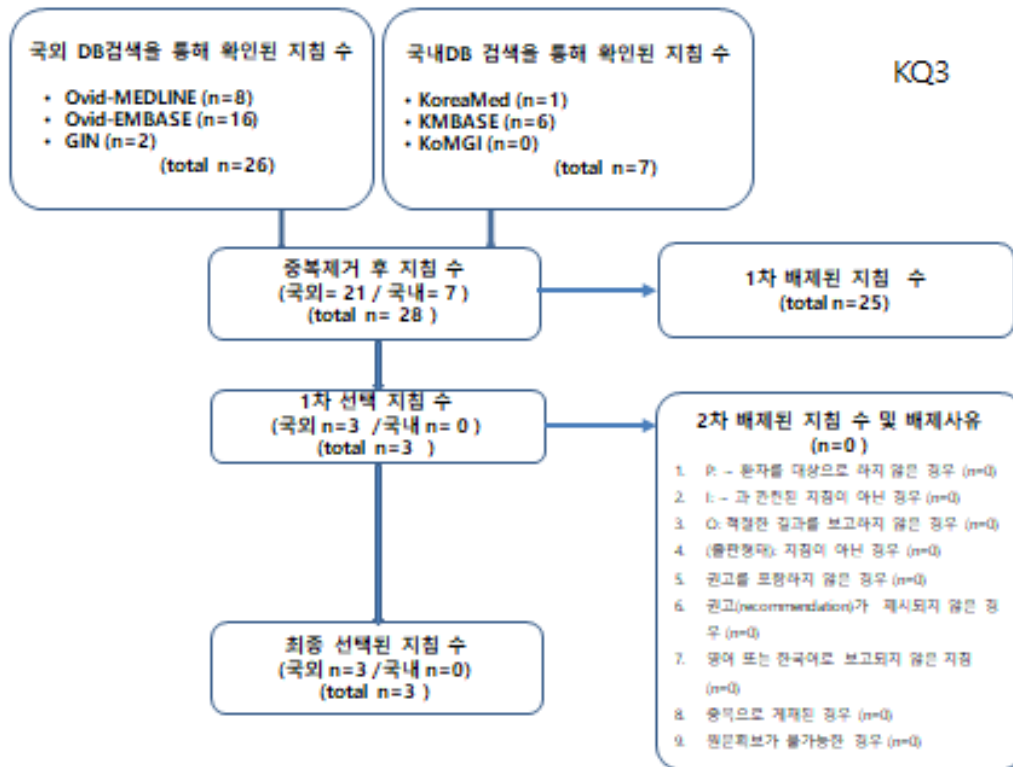 국외 DB검색을 통해 확인된 지침 수
• Ovid-MEDLINE (n=8)
• Ovid-EMBASE (n=16)
• GIN (n=2)
(total n=26)
국내DB 검색을 통해 확인된 지침 수
• KoreaMed (n=1)
• KMBASE (n=6)
• KoMGI (n=0)
(total n=7)
KQ3
중복제거 후 지침 수
(국외= 21 / 국내= 7 )
(total n= 28 )
1차 배제된 지침 수
(total n=25)
1차 선택 지침 수
(국외 n=3 /국내 n= 0 )
(total n=3 )
2차 배제된 지침 수 및 배제사유
(n=0 )
1. P: ~ 환자를 대상으로 하지 않은 경우 (n=0)
2. I: ~ 과 관련된 지침이 아닌 경우 (n=0)
3. O: 적절한 결과를 보고하지 않은 경우 (n=0)
4. (출판형태): 지침이 아닌 경우 (n=0)
5. 권고를 포함하지 않은 경우 (n=0)
6. 권고(recommendation)가 제시되지 않은 경
우 (n=0)
7. 영어 또는 한국어로 보고되지 않은 지침
(n=0)
8. 중복으로 게재된 경우 (n=0)
9. 원문확보가 불가능한 경우 (n=0)
최종 선택된 지침 수
(국외 n=3 /국내 n=0)
(total n=3 )